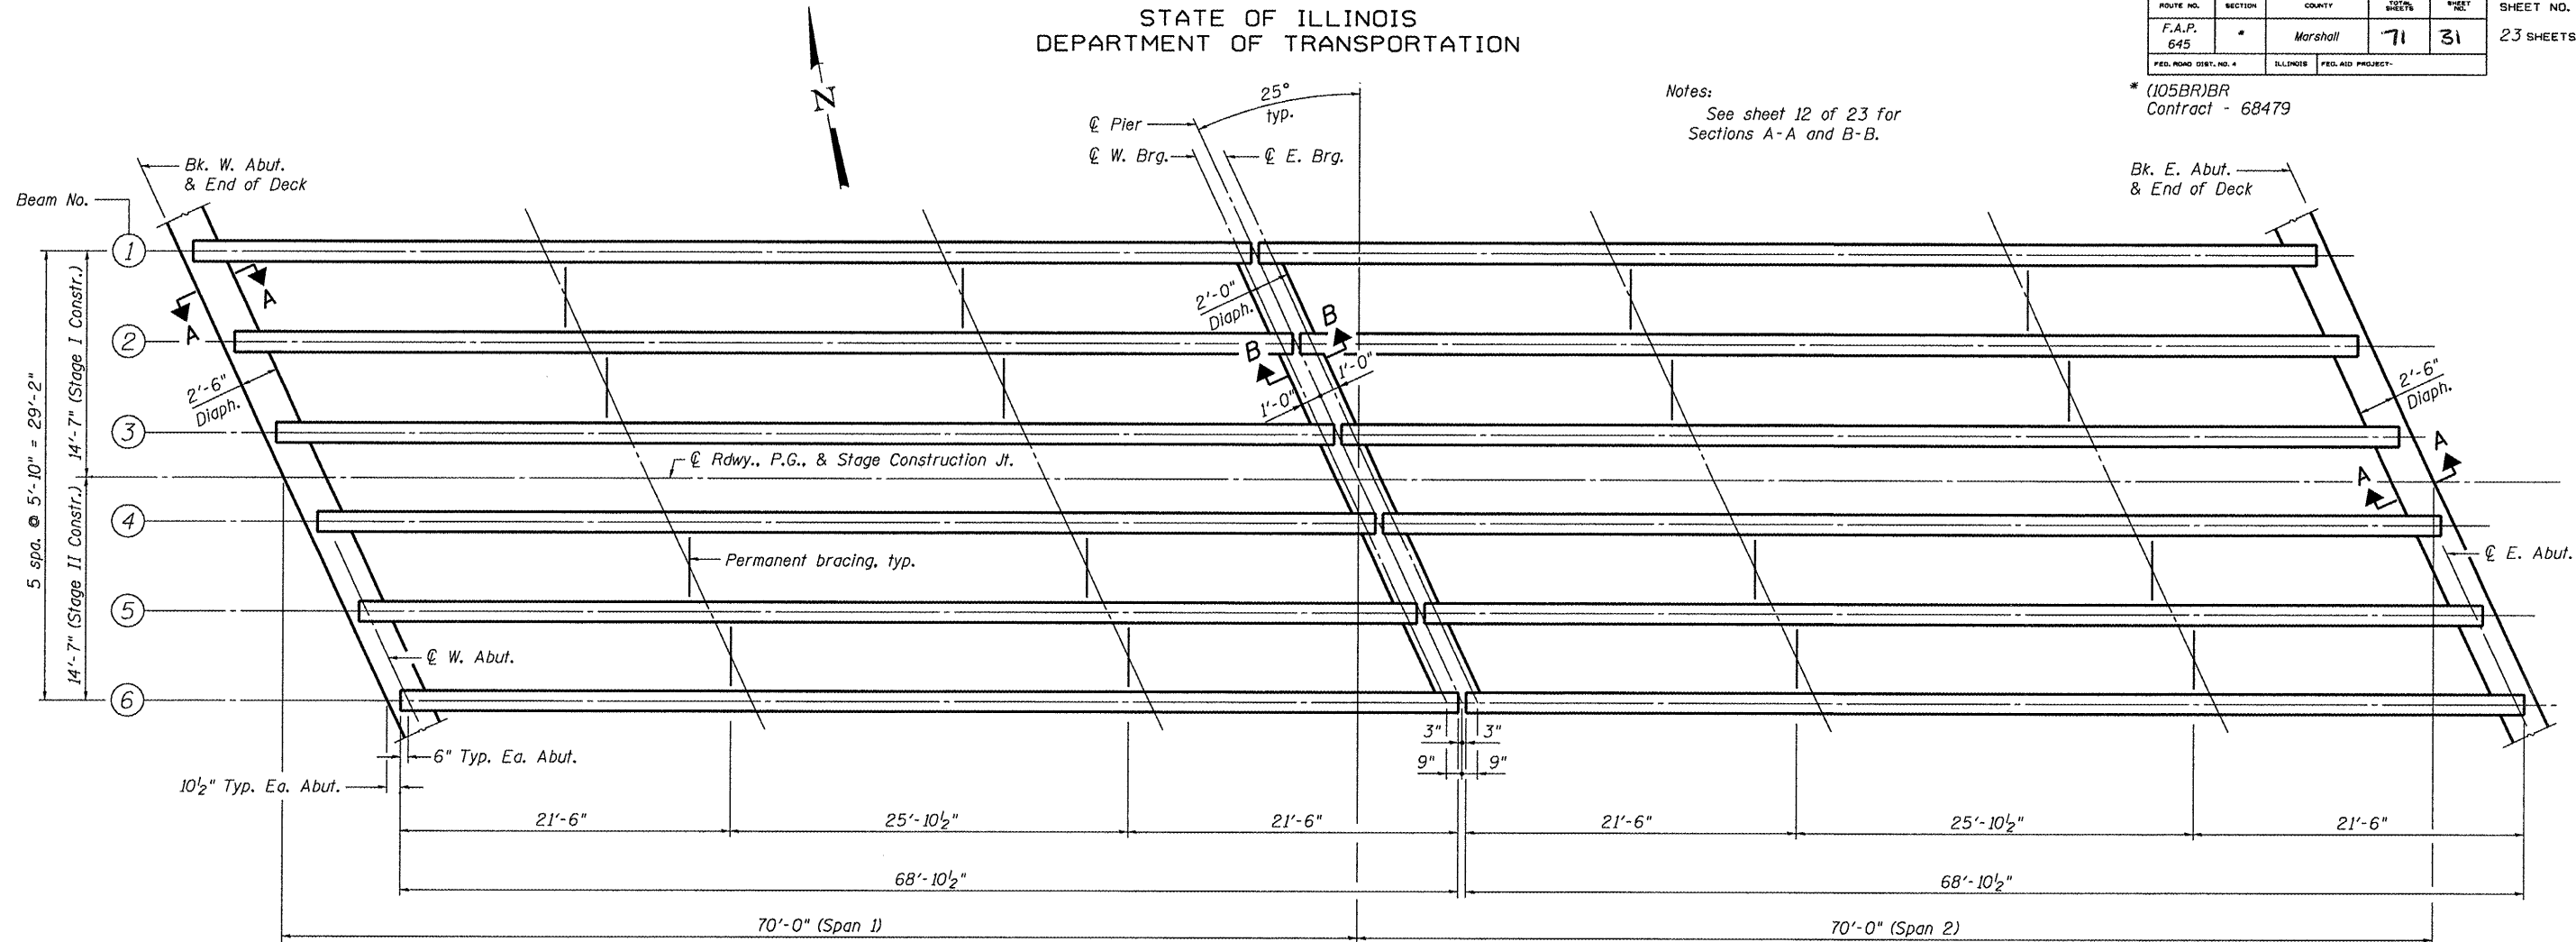 STATE OF ILLINOIS
DEPARTMENT OF TRANSPORTATION
ROUTE NO. SECTION COUNTY TOTAL SHEETS SHEET NO. SHEET NO.
F.A.P. 645 * Marshall 71 31 23 SHEETS
FED. ROAD DIST. NO. 4 ILLINOIS FED. AID PROJECT-
* (105BR)BR
Contract - 68479
N
25°
typ.
Notes:
See sheet 12 of 23 for
Sections A-A and B-B.
℄ Pier
℄ W. Brg.
℄ E. Brg.
Bk. W. Abut.
& End of Deck
Bk. E. Abut.
& End of Deck
Beam No.
1
2
3
4
5
6
5 spa. @ 5'-10" = 29'-2"
14'-7" (Stage I Constr.)
14'-7" (Stage II Constr.)
A
A
2'-6"
Diaph.
2'-0"
Diaph.
B
B
1'-0"
1'-0"
2'-6"
Diaph.
A
A
℄ Rdwy., P.G., & Stage Construction Jt.
Permanent bracing, typ.
℄ W. Abut.
℄ E. Abut.
6" Typ. Ea. Abut.
10½" Typ. Ea. Abut.
3" 3"
9" 9"
21'-6" 25'-10½" 21'-6" 21'-6" 25'-10½" 21'-6"
68'-10½" 68'-10½"
70'-0" (Span 1) 70'-0" (Span 2)